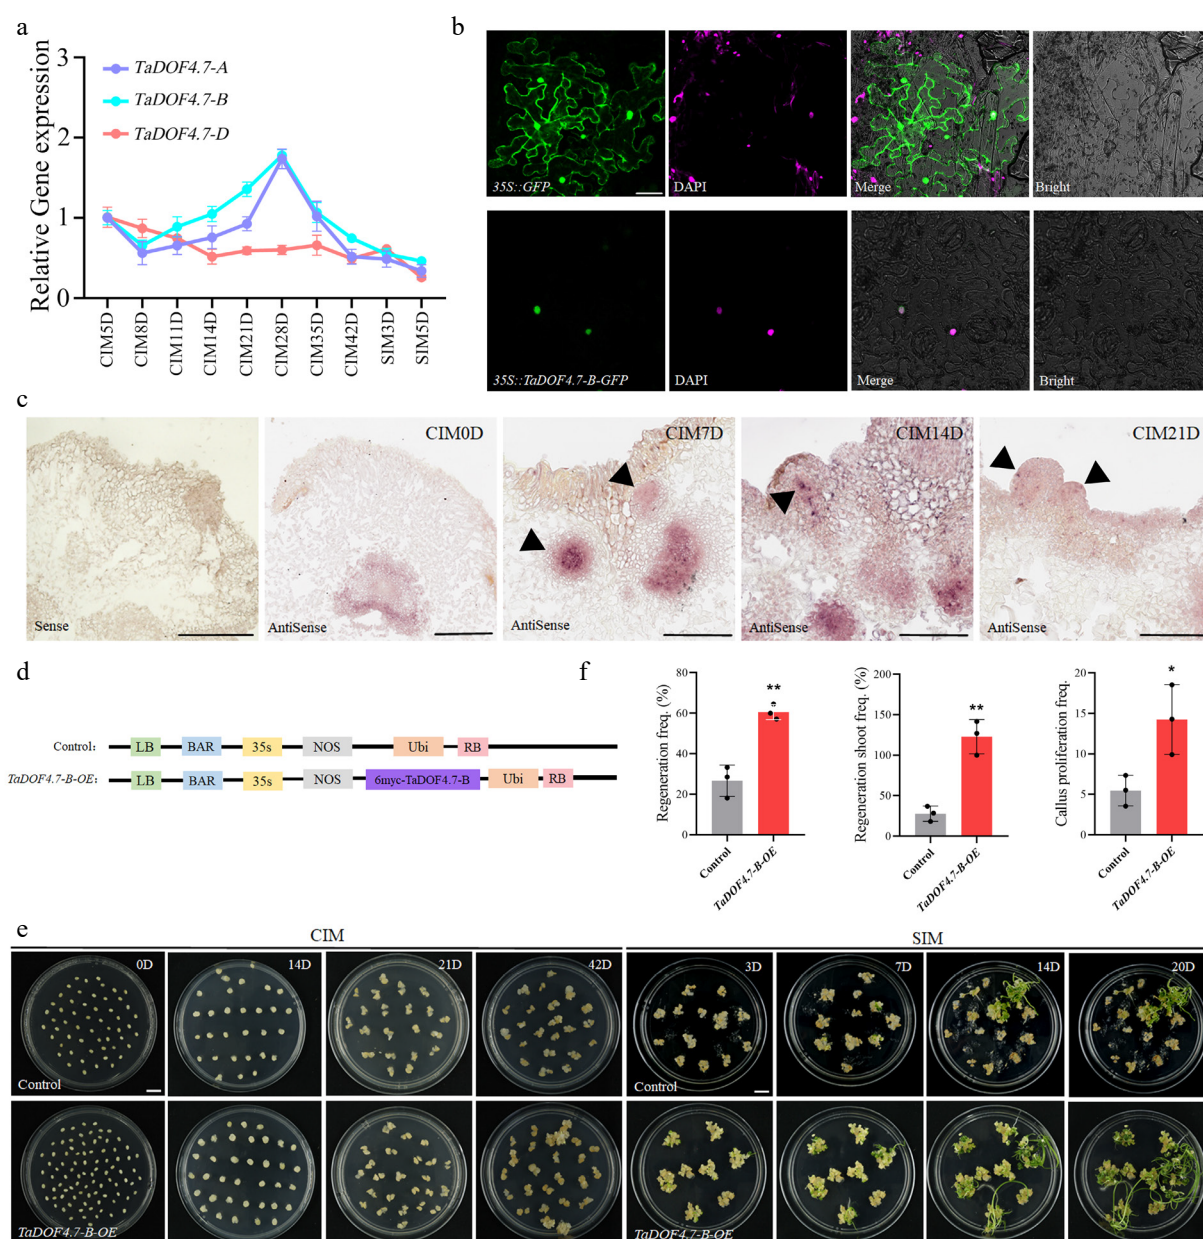 a
Relative Gene expression
3
2
1
0
TaDOF4.7-A
TaDOF4.7-B
TaDOF4.7-D
CIM5D
CIM8D
CIM11D
CIM14D
CIM21D
CIM28D
CIM35D
CIM42D
SIM3D
SIM5D
b
35S::GFP
DAPI
Merge
Bright
35S::TaDOF4.7-B-GFP
DAPI
Merge
Bright
c
Sense
CIM0D
AntiSense
CIM7D
AntiSense
CIM14D
AntiSense
CIM21D
AntiSense
d
Control:
LB
BAR
35s
NOS
Ubi
RB
TaDOF4.7-B-OE:
LB
BAR
35s
NOS
6myc-TaDOF4.7-B
Ubi
RB
f
Regeneration freq. (%)
80
60
40
20
0
**
Control
TaDOF4.7-B-OE
Regeneration shoot freq. (%)
200
150
100
50
0
**
Control
TaDOF4.7-B-OE
Callus proliferation freq.
20
15
10
5
0
*
Control
TaDOF4.7-B-OE
e
CIM
SIM
0D
14D
21D
42D
3D
7D
14D
20D
Control
Control
TaDOF4.7-B-OE
TaDOF4.7-B-OE